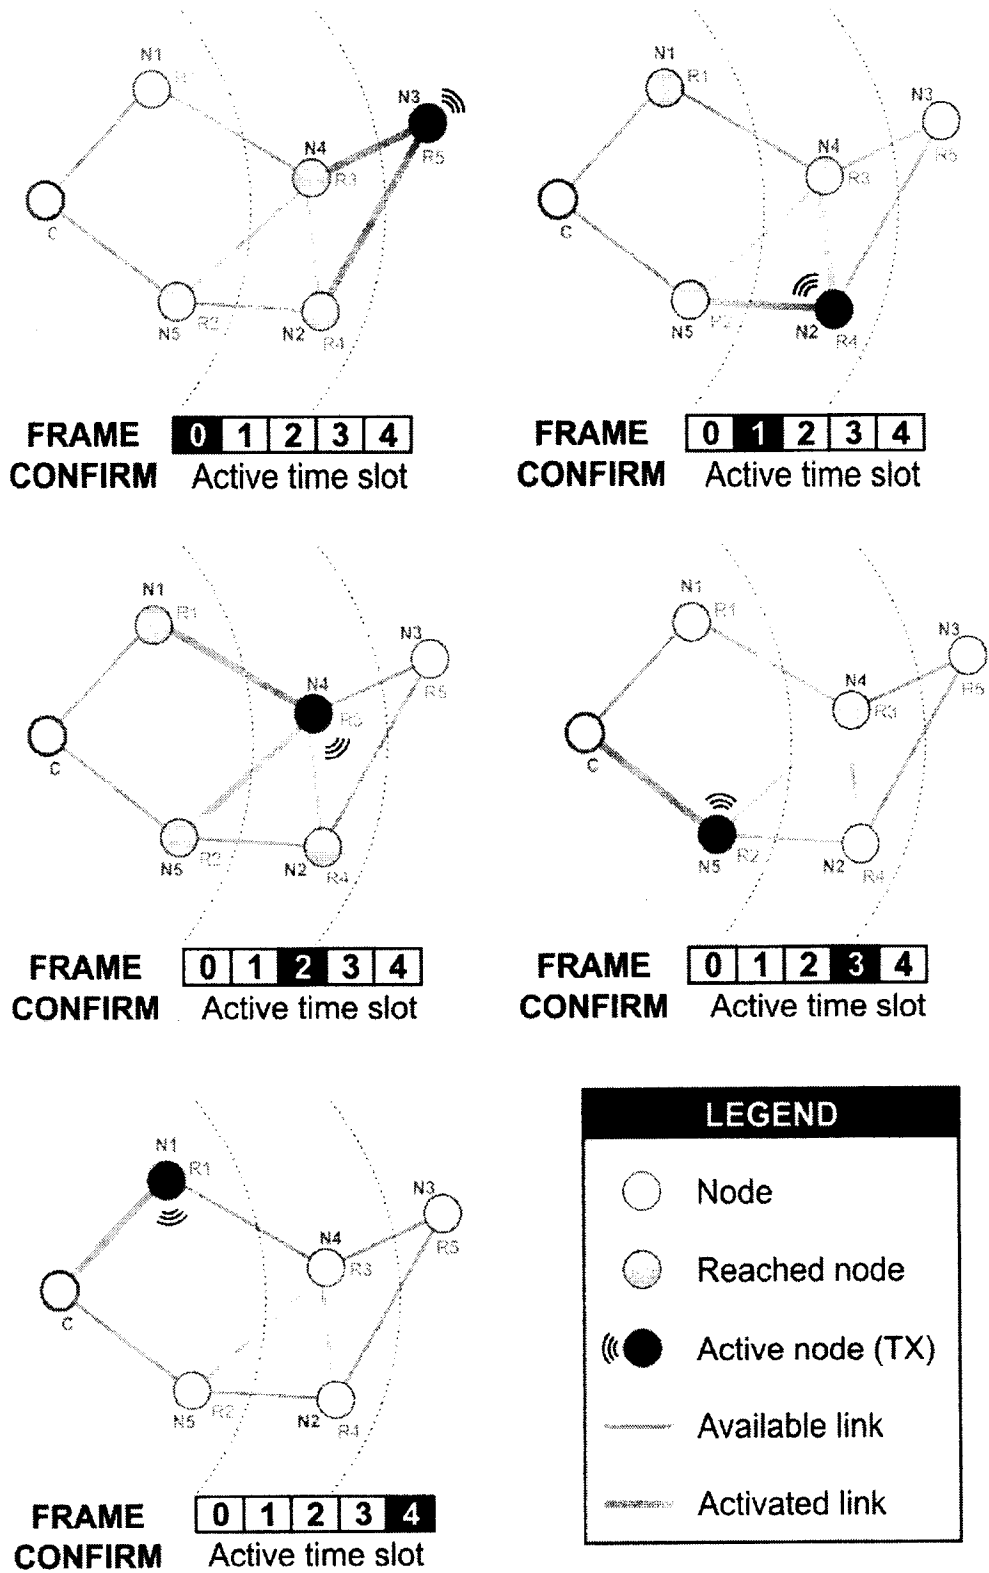 N1
R1
N3
N4
R3
R5
C
N5
R2
N2
R4
FRAME CONFIRM
0 1 2 3 4
Active time slot
N1
R1
N3
N4
R3
R5
C
N5
R2
N2
R4
FRAME CONFIRM
0 1 2 3 4
Active time slot
N1
R1
N3
N4
R3
R5
C
N5
R2
N2
R4
FRAME CONFIRM
0 1 2 3 4
Active time slot
N1
R1
N3
N4
R3
R5
C
N5
R2
N2
R4
FRAME CONFIRM
0 1 2 3 4
Active time slot
N1
R1
N3
N4
R3
R5
C
N5
R2
N2
R4
FRAME CONFIRM
0 1 2 3 4
Active time slot
LEGEND
Node
Reached node
Active node (TX)
Available link
Activated link